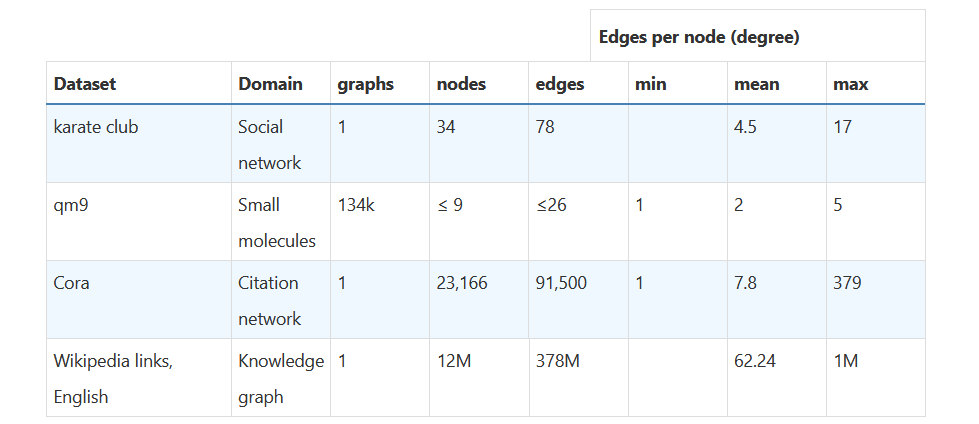 Edges per node (degree)
Dataset Domain graphs nodes edges min mean max
karate club Social 1 34 78 4.5 17
network
qm9 Small 134k ≤ 9 ≤26 1 2 5
molecules
Cora Citation 1 23,166 91,500 1 7.8 379
network
Wikipedia links, Knowledge 1 12M 378M 62.24 1M
English graph